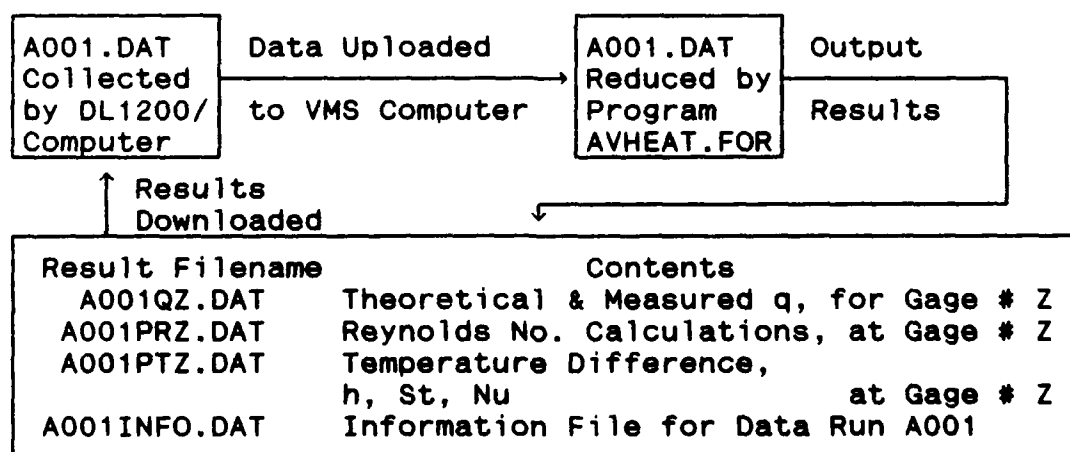 A001.DAT
Collected
by DL1200/
Computer
Data Uploaded
to VMS Computer
A001.DAT
Reduced by
Program
AVHEAT.FOR
Output
Results
Results
Downloaded
Result Filename Contents
A001QZ.DAT Theoretical & Measured q, for Gage # Z
A001PRZ.DAT Reynolds No. Calculations, at Gage # Z
A001PTZ.DAT Temperature Difference,
h, St, Nu at Gage # Z
A001INFO.DAT Information File for Data Run A001